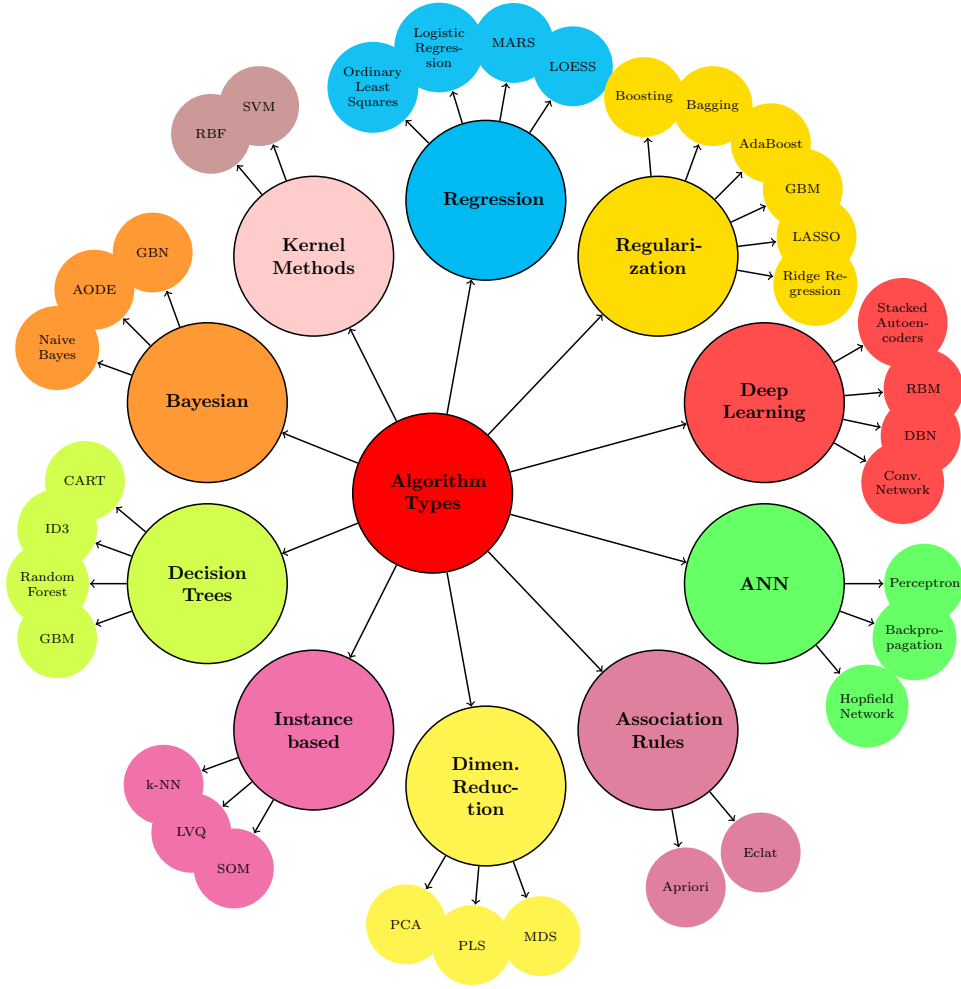 Algorithm
Types
Regression
Ordinary
Least
Squares
Logistic
Regres-
sion
MARS
LOESS
Regulari-
zation
Boosting
Bagging
AdaBoost
GBM
LASSO
Ridge Re-
gression
Deep
Learning
Stacked
Autoen-
coders
RBM
DBN
Conv.
Network
ANN
Perceptron
Backpro-
pagation
Hopfield
Network
Association
Rules
Eclat
Apriori
Dimen.
Reduc-
tion
MDS
PLS
PCA
Instance
based
SOM
LVQ
k-NN
Decision
Trees
GBM
Random
Forest
ID3
CART
Bayesian
Naive
Bayes
AODE
GBN
Kernel
Methods
RBF
SVM